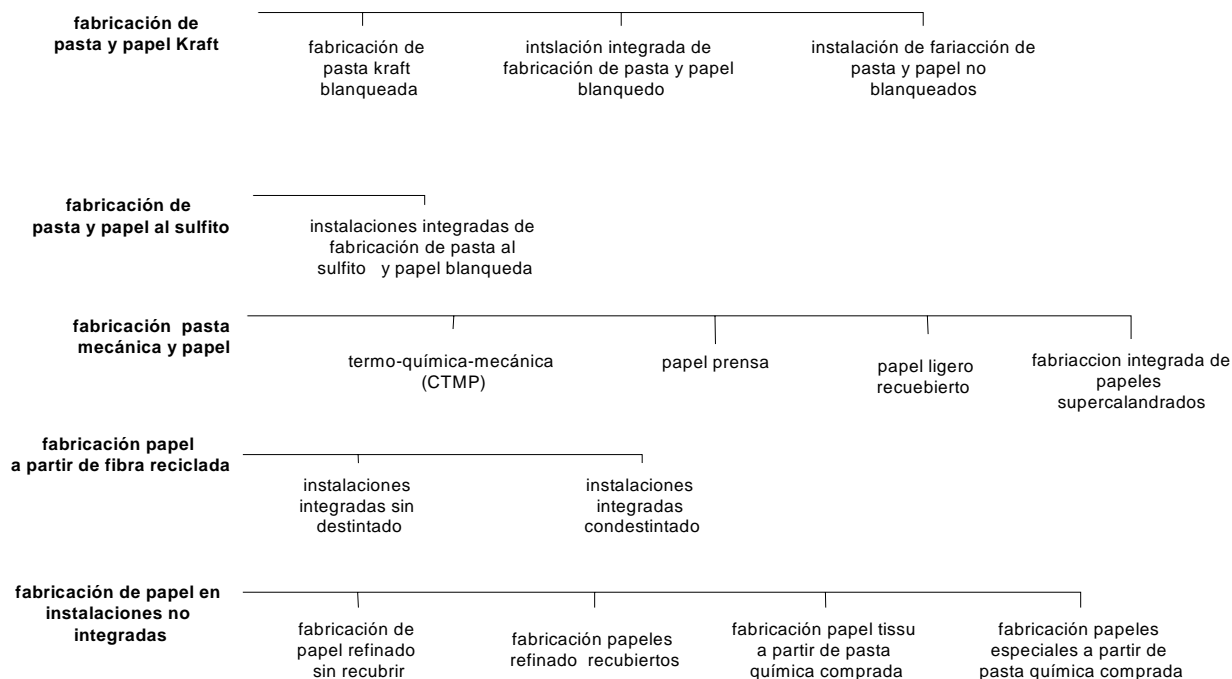 fabricación de
pasta y papel Kraft
fabricación de
pasta kraft
blanqueada
intslación integrada de
fabricación de pasta y papel
blanquedo
instalación de fariacción de
pasta y papel no
blanqueados
fabricación de
pasta y papel al sulfito
instalaciones integradas de
fabricación de pasta al
sulfito y papel blanqueda
fabricación pasta
mecánica y papel
termo-química-mecánica
(CTMP)
papel prensa
papel ligero
recuebierto
fabriaccion integrada de
papeles
supercalandrados
fabricación papel
a partir de fibra reciclada
instalaciones
integradas sin
destintado
instalaciones
integradas
condestintado
fabricación de papel en
instalaciones no
integradas
fabricación de
papel refinado
sin recubrir
fabricación papeles
refinado recubiertos
fabricación papel tissu
a partir de pasta
química comprada
fabricación papeles
especiales a partir de
pasta química comprada